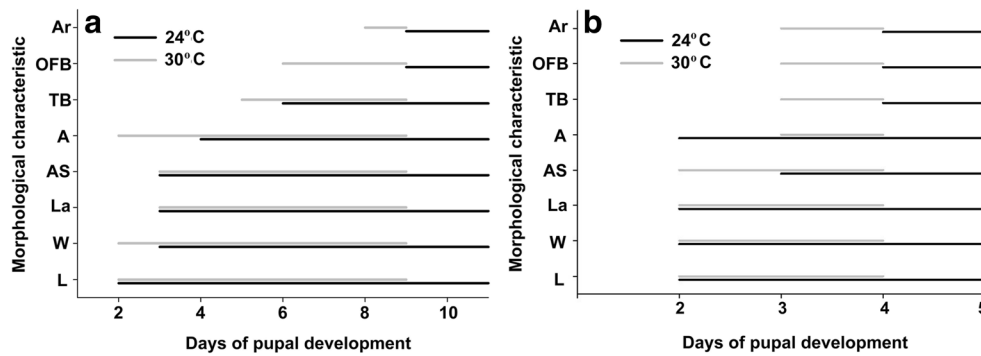 a
24°C
30°C
Morphological characteristic
Ar
OFB
TB
A
AS
La
W
L
2
4
6
8
10
Days of pupal development
b
24°C
30°C
Morphological characteristic
Ar
OFB
TB
A
AS
La
W
L
2
3
4
5
Days of pupal development